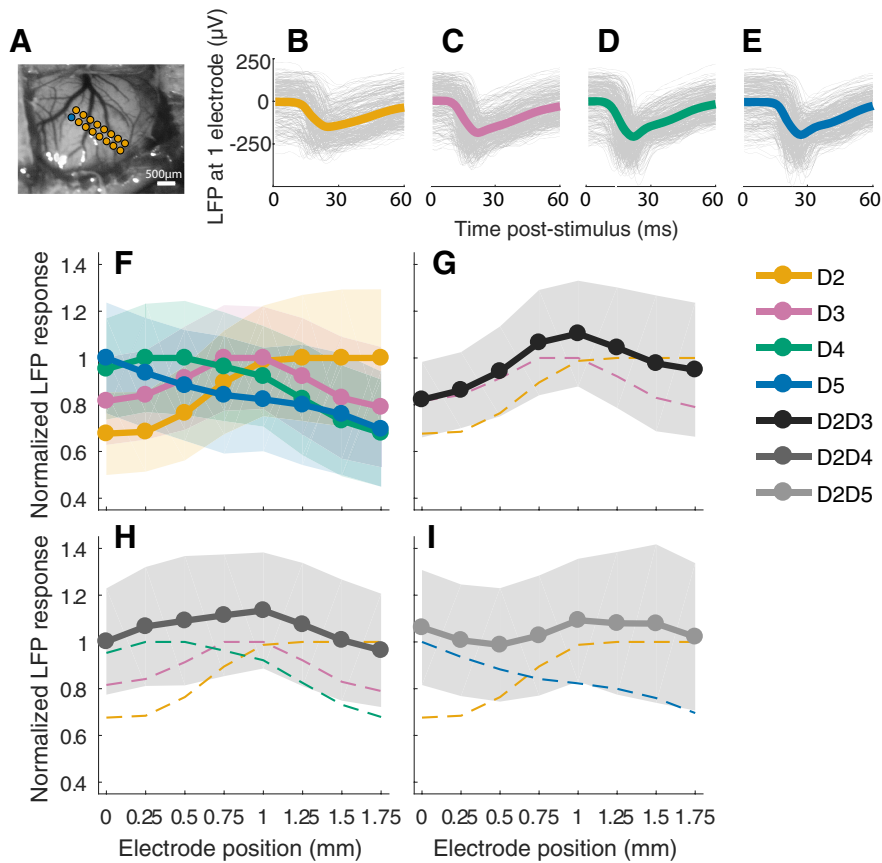 A
500µm
LFP at 1 electrode (µV)
250
0
-250
B
C
D
E
0 30 60
0 30 60
0 30 60
0 30 60
Time post-stimulus (ms)
F
Normalized LFP response
1.4
1.2
1
0.8
0.6
0.4
G
D2
D3
D4
D5
D2D3
D2D4
D2D5
H
Normalized LFP response
1.4
1.2
1
0.8
0.6
0.4
I
0 0.25 0.5 0.75 1 1.25 1.5 1.75
0 0.25 0.5 0.75 1 1.25 1.5 1.75
Electrode position (mm)
Electrode position (mm)